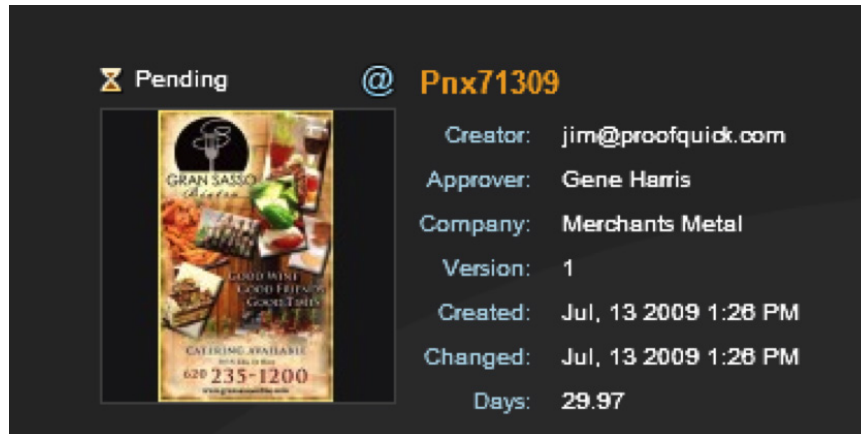 Pending
@ Pnx71309
GRAN SASSO
Bistro
GOOD WINE
GOOD FRIENDS
GOOD TIMES
CATERING AVAILABLE
620 235-1200
Creator: jim@proofquick.com
Approver: Gene Harris
Company: Merchants Metal
Version: 1
Created: Jul, 13 2009 1:26 PM
Changed: Jul, 13 2009 1:26 PM
Days: 29.97